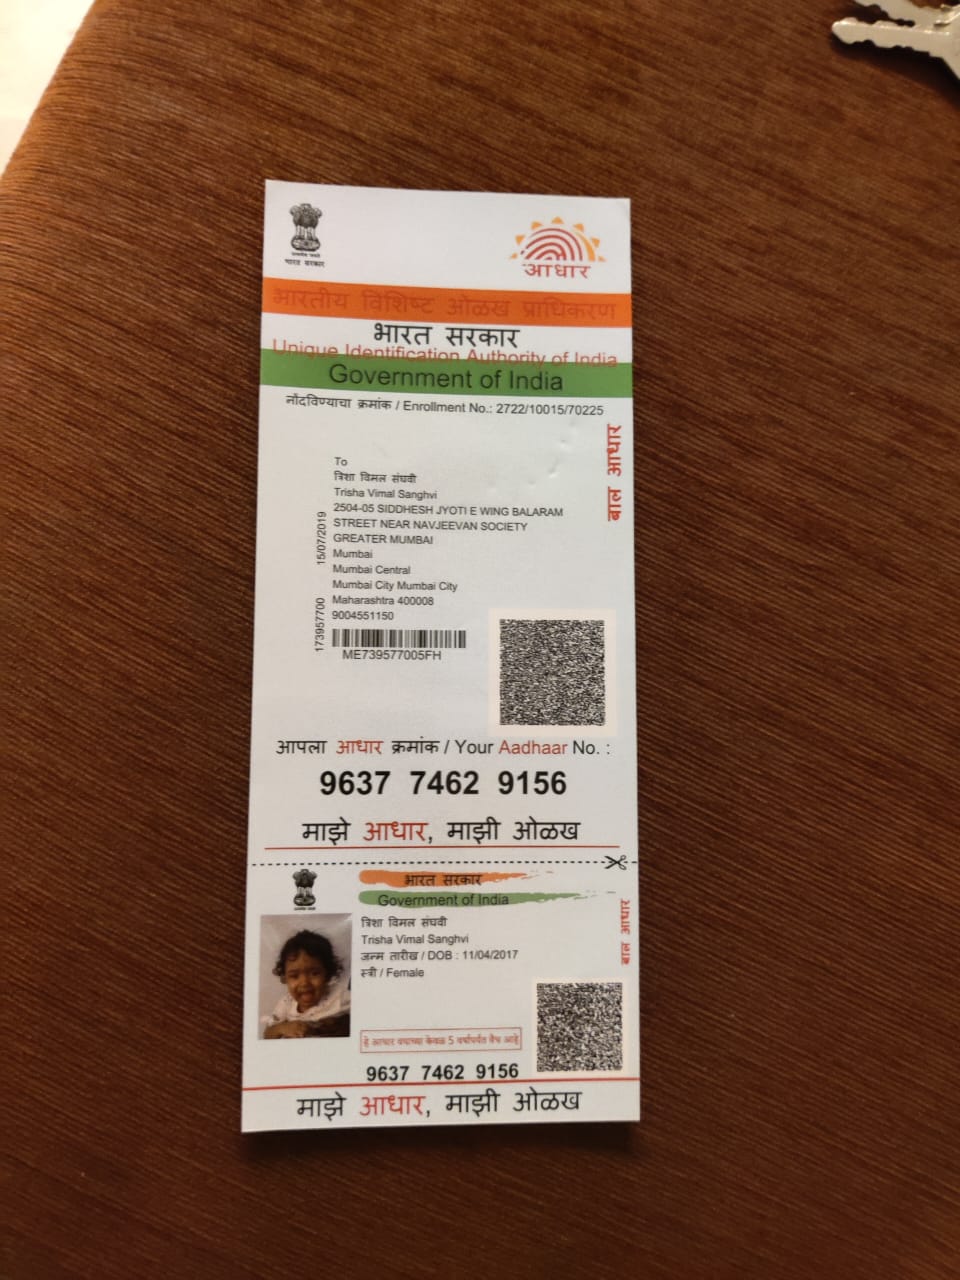 भारत सरकार
आधार
भारतीय विशिष्ट ओळख प्राधिकरण
भारत सरकार
Unique Identification Authority of India
Government of India
नोंदविण्याचा क्रमांक / Enrollment No.: 2722/10015/70225
बाल आधार
To
त्रिशा विमल संघवी
Trisha Vimal Sanghvi
2504-05 SIDDHESH JYOTI E WING BALARAM
STREET NEAR NAVJEEVAN SOCIETY
GREATER MUMBAI
Mumbai
Mumbai Central
Mumbai City Mumbai City
Maharashtra 400008
9004551150
15/07/2019
173957700
ME739577005FH
आपला आधार क्रमांक / Your Aadhaar No. :
9637 7462 9156
माझे आधार, माझी ओळख
भारत सरकार
Government of India
त्रिशा विमल संघवी
Trisha Vimal Sanghvi
जन्म तारीख / DOB : 11/04/2017
स्त्री / Female
बाल आधार
हे आधार वयाच्या केवळ 5 वर्षापर्यंत वैध आहे
9637 7462 9156
माझे आधार, माझी ओळख